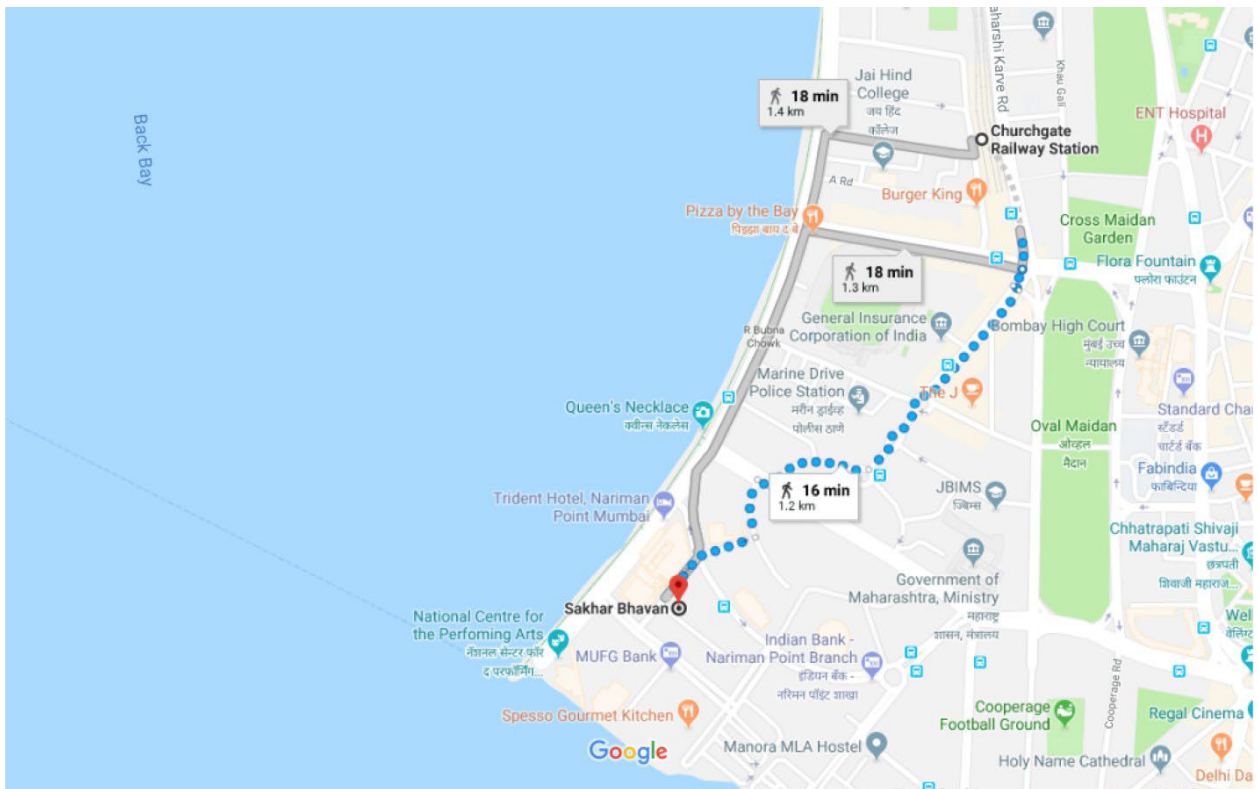 Back Bay
18 min
1.4 km
Jai Hind
College
जय हिंद
कॉलेज
Khau Gali
ENT Hospital
Churchgate
Railway Station
A Rd
Burger King
Pizza by the Bay
Cross Maidan
Garden
Flora Fountain
18 min
1.3 km
General Insurance
Corporation of India
Bombay High Court
मुंबई उच्च
न्यायालय
R Bubna
Chowk
Marine Drive
Police Station
मरीन ड्राईव्ह
पोलीस ठाणे
The J
Queen's Necklace
क्वीन्स नेकलेस
Standard Char
स्टँडर्ड
चार्टर्ड बँक
Oval Maidan
ओव्हल
मैदान
Fabindia
फाबिन्दिया
16 min
1.2 km
JBIMS
Trident Hotel, Nariman
Point Mumbai
Chhatrapati Shivaji
Maharaj Vastu...
छत्रपती
शिवाजी महाराज...
Government of
Maharashtra, Ministry
महाराष्ट्र
शासन, मंत्रालय
Sakhar Bhavan
National Centre for
the Perfoming Arts
नॅशनल सेन्टर फॉर
द परफॉर्मिंग...
MUFG Bank
Indian Bank -
Nariman Point Branch
इंडियन बँक -
नरिमन पॉइंट शाखा
Cooperage Rd
Spesso Gourmet Kitchen
Cooperage
Football Ground
Regal Cinema
Google
Manora MLA Hostel
Holy Name Cathedral
Delhi Da